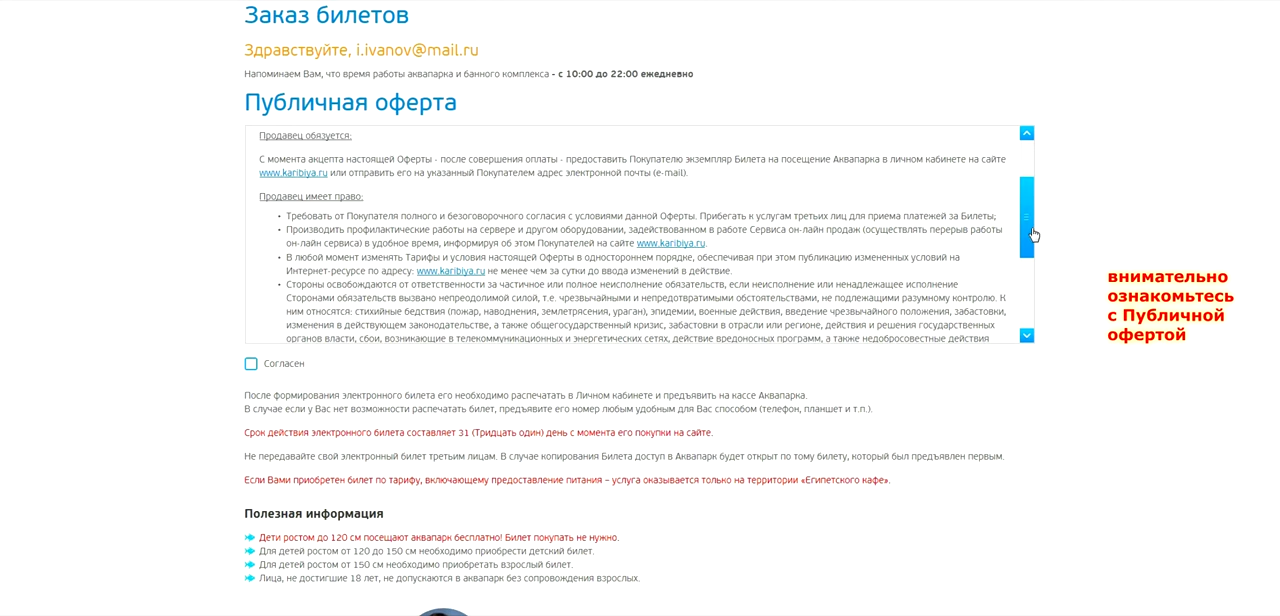 Заказ билетов
Здравствуйте, i.ivanov@mail.ru
Напоминаем Вам, что время работы аквапарка и банного комплекса - с 10:00 до 22:00 ежедневно
Публичная оферта
Продавец обязуется:
С момента акцепта настоящей Оферты - после совершения оплаты - предоставить Покупателю экземпляр Билета на посещение Аквапарка в личном кабинете на сайте
www.karibiya.ru или отправить его на указанный Покупателем адрес электронной почты (e-mail).
Продавец имеет право:
• Требовать от Покупателя полного и безоговорочного согласия с условиями данной Оферты. Прибегать к услугам третьих лиц для приема платежей за Билеты;
• Производить профилактические работы на сервере и другом оборудовании, задействованном в работе Сервиса он-лайн продаж (осуществлять перерыв работы
он-лайн сервиса) в удобное время, информируя об этом Покупателей на сайте www.karibiya.ru.
• В любой момент изменять Тарифы и условия настоящей Оферты в одностороннем порядке, обеспечивая при этом публикацию измененных условий на
Интернет-ресурсе по адресу: www.karibiya.ru не менее чем за сутки до ввода изменений в действие.
• Стороны освобождаются от ответственности за частичное или полное неисполнение обязательств, если неисполнение или ненадлежащее исполнение
Сторонами обязательств вызвано непреодолимой силой, т.е. чрезвычайными и непредотвратимыми обстоятельствами, не подлежащими разумному контролю. К
ним относятся: стихийные бедствия (пожар, наводнения, землетрясения, ураган), эпидемии, военные действия, введение чрезвычайного положения, забастовки,
изменения в действующем законодательстве, а также общегосударственный кризис, забастовки в отрасли или регионе, действия и решения государственных
органов власти, сбои, возникающие в телекоммуникационных и энергетических сетях, действие вредоносных программ, а также недобросовестные действия
внимательно
ознакомьтесь
с Публичной
офертой
Согласен
После формирования электронного билета его необходимо распечатать в Личном кабинете и предъявить на кассе Аквапарка.
В случае если у Вас нет возможности распечатать билет, предъявите его номер любым удобным для Вас способом (телефон, планшет и т.п.).
Срок действия электронного билета составляет 31 (Тридцать один) день с момента его покупки на сайте.
Не передавайте свой электронный билет третьим лицам. В случае копирования Билета доступ в Аквапарк будет открыт по тому билету, который был предъявлен первым.
Если Вами приобретен билет по тарифу, включающему предоставление питания – услуга оказывается только на территории «Египетского кафе».
Полезная информация
Дети ростом до 120 см посещают аквапарк бесплатно! Билет покупать не нужно.
Для детей ростом от 120 до 150 см необходимо приобрести детский билет.
Для детей ростом от 150 см необходимо приобретать взрослый билет.
Лица, не достигшие 18 лет, не допускаются в аквапарк без сопровождения взрослых.